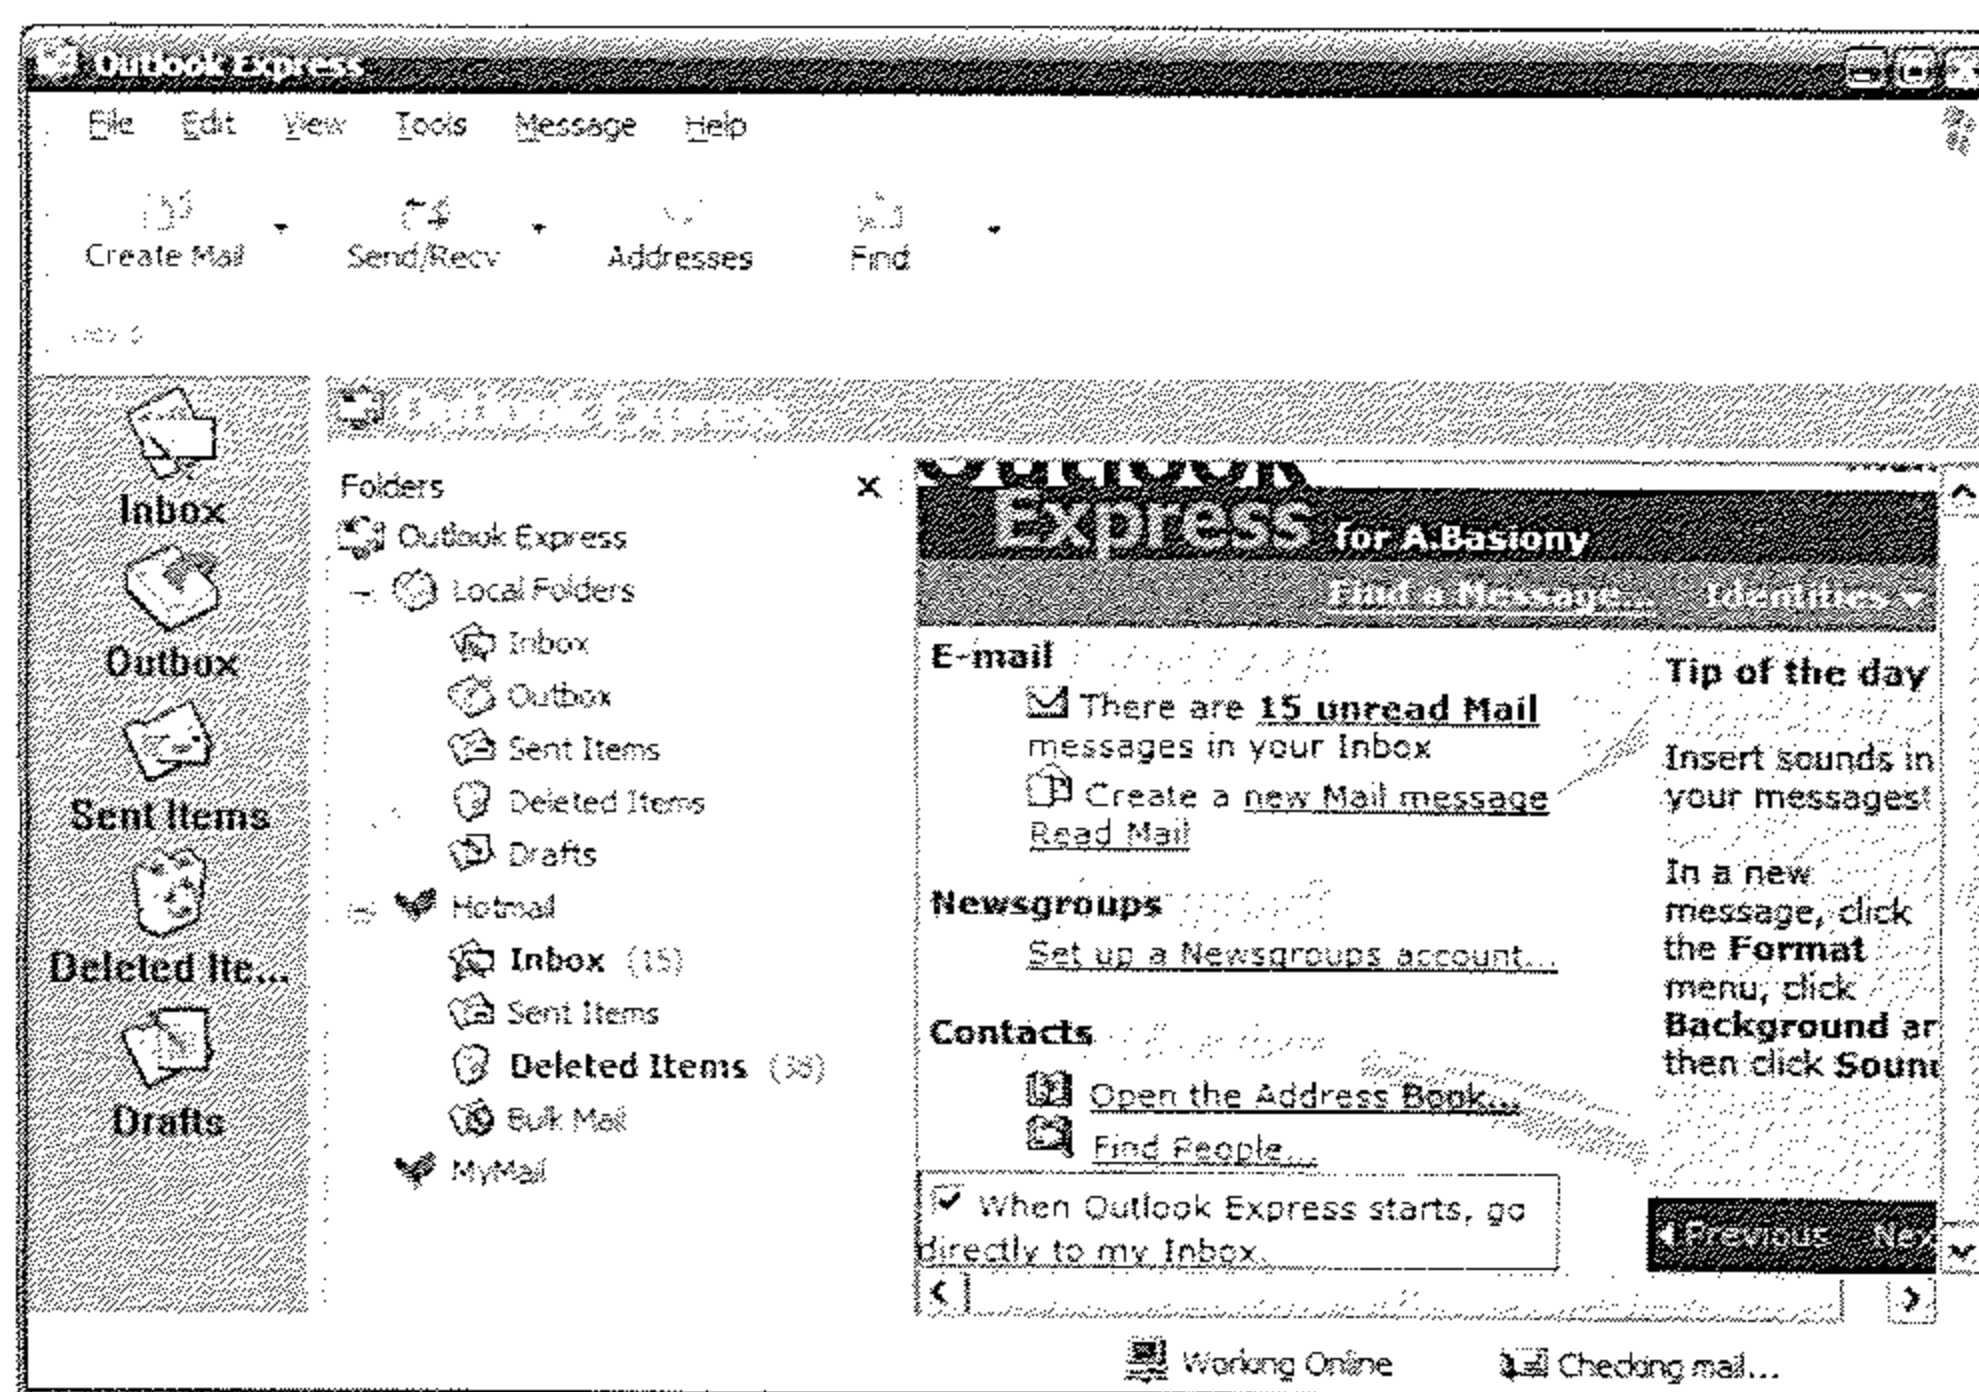 Outlook Express
File Edit View Tools Message Help
Create Mail Send/Recv Addresses Find
Outlook Express
Inbox
Outbox
Sent Items
Deleted Ite...
Drafts
Folders
Outlook Express
Local Folders
Inbox
Outbox
Sent Items
Deleted Items
Drafts
Hotmail
Inbox (15)
Sent Items
Deleted Items (38)
Bulk Mail
MyMail
Outlook
Express for A.Basiony
Find a Message... Identities
E-mail
There are 15 unread Mail
messages in your Inbox
Create a new Mail message
Read Mail
Newsgroups
Set up a Newsgroups account...
Contacts
Open the Address Book...
Find People...
When Outlook Express starts, go
directly to my Inbox.
Tip of the day
Insert sounds in
your messages!
In a new
message, click
the Format
menu, click
Background ar
then click Soun
Previous Nex
Working Online Checking mail...